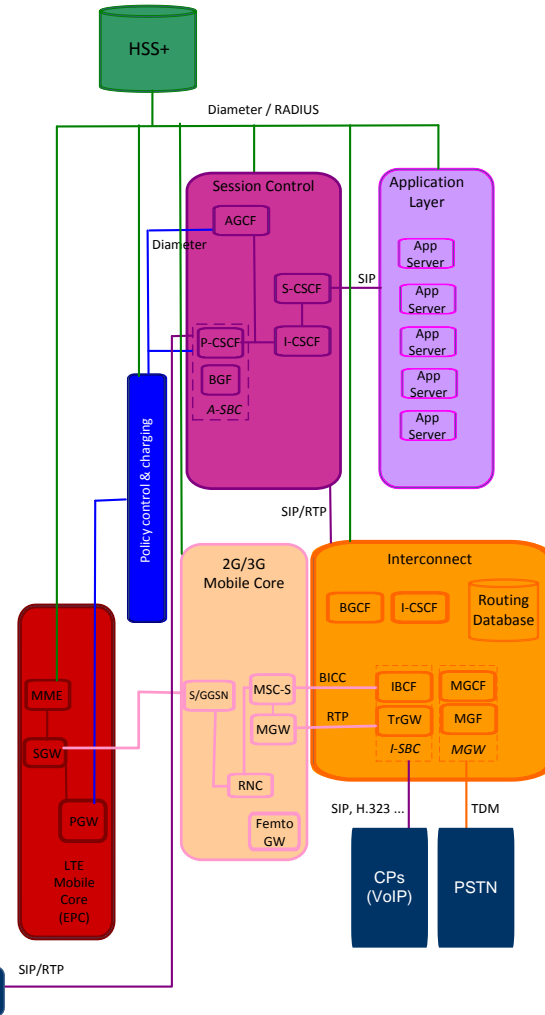 HSS+
Diameter / RADIUS
Session Control
AGCF
Diameter
S-CSCF
SIP
P-CSCF
I-CSCF
BGF
A-SBC
Application
Layer
App
Server
App
Server
App
Server
App
Server
App
Server
Policy control & charging
SIP/RTP
2G/3G
Mobile Core
S/GGSN
MSC-S
MGW
RNC
Femto
GW
BICC
RTP
Interconnect
BGCF
I-CSCF
Routing
Database
IBCF
MGCF
TrGW
MGF
I-SBC
MGW
MME
SGW
PGW
LTE
Mobile
Core
(EPC)
SIP, H.323 ...
TDM
CPs
(VoIP)
PSTN
SIP/RTP